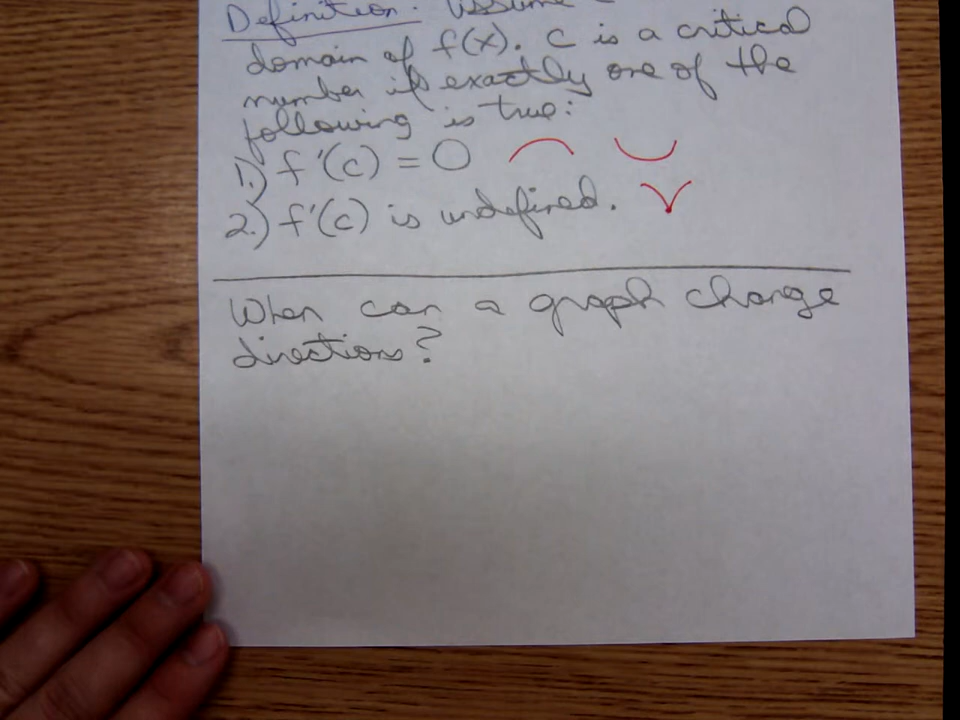 Definition. Assume
domain of f(x). C is a critical
number if exactly one of the
following is true:
1.) f'(c) = 0
2.) f'(c) is undefined.
When can a graph change
directions?